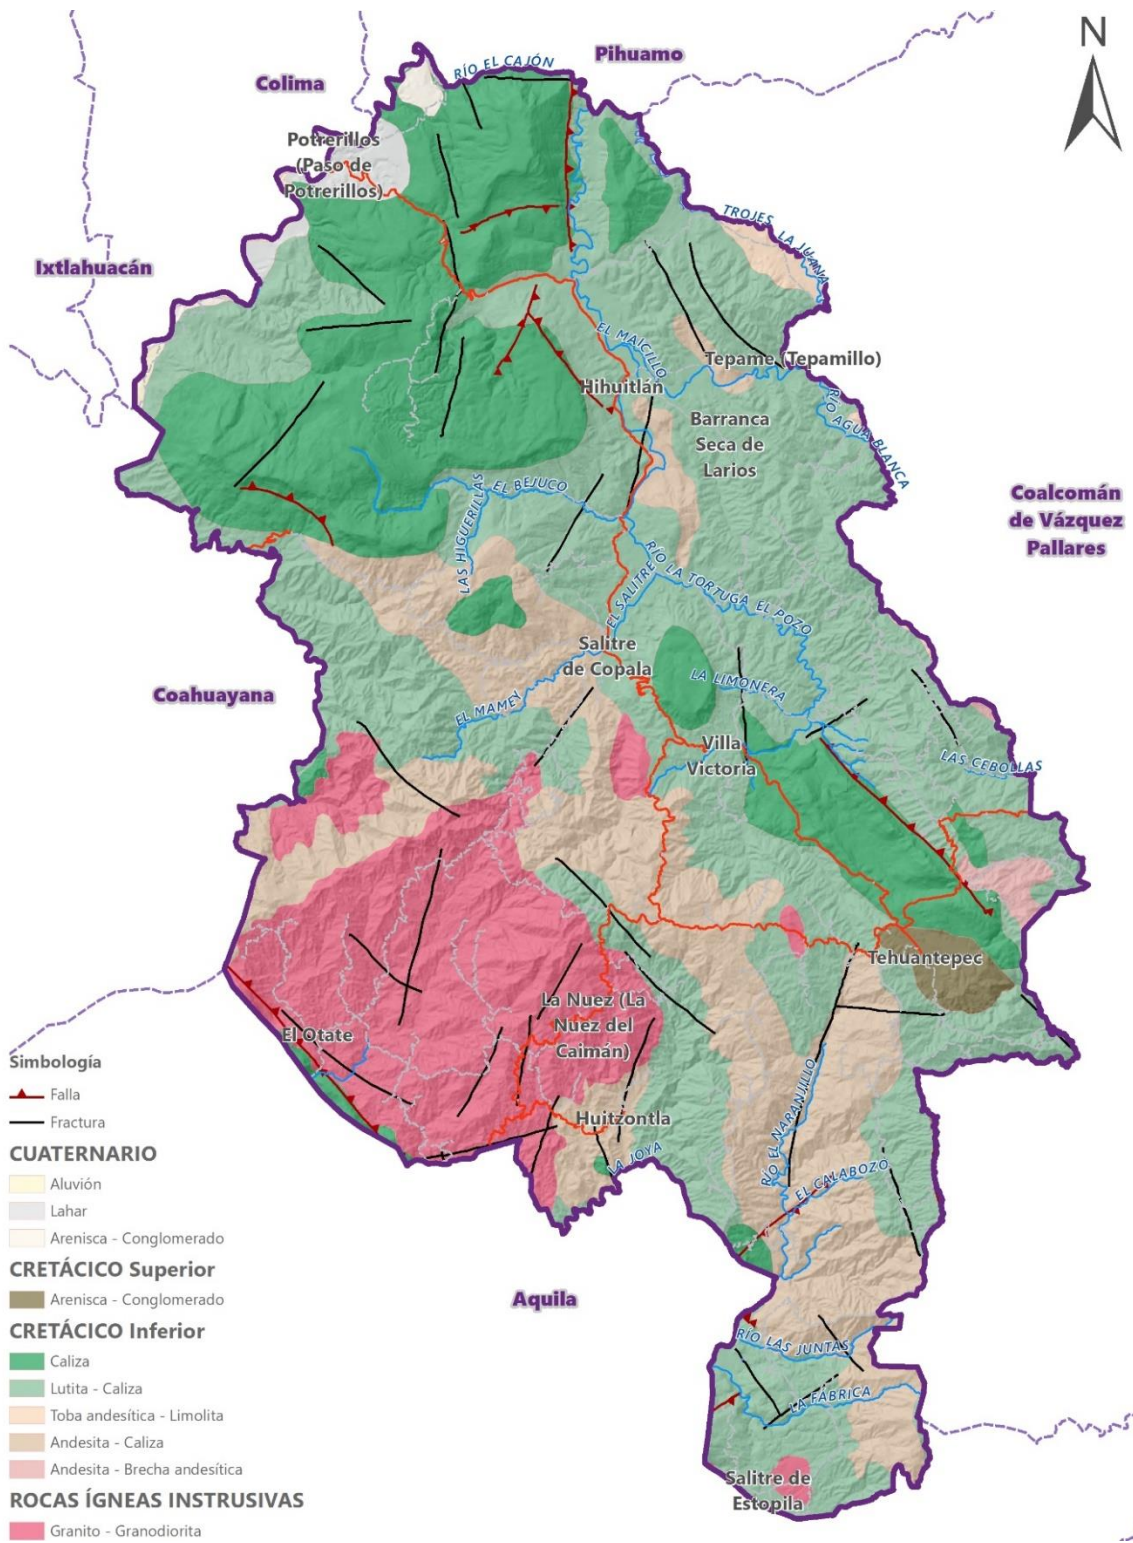 N
Pihuamo
RÍO EL CAJÓN
Colima
Potrerillos
(Paso de
Potrerillos)
TROJES LA JUANA
Ixtlahuacán
EL MAICILLO
Tepame (Tepamillo)
Hihuitlán
RÍO AGUA BLANCA
Barranca
Seca de
Larios
EL BEJUCO
LAS HIGUERILLAS
Coalcomán
de Vázquez
Pallares
RÍO LA TORTUGA EL POZO
EL SALITRE
Salitre
de Copala
LA LIMONERA
Coahuayana
EL MAMEY
Villa
Victoria
LAS CEBOLLAS
Tehuantepec
La Nuez (La
Nuez del
Caimán)
El Otate
Huitzontla
LA JOYA
RÍO EL NARANJILLO
EL CALABOZO
Aquila
RÍO LAS JUNTAS
LA FÁBRICA
Salitre de
Estopila
Simbología
Falla
Fractura
CUATERNARIO
Aluvión
Lahar
Arenisca - Conglomerado
CRETÁCICO Superior
Arenisca - Conglomerado
CRETÁCICO Inferior
Caliza
Lutita - Caliza
Toba andesítica - Limolita
Andesita - Caliza
Andesita - Brecha andesítica
ROCAS ÍGNEAS INSTRUSIVAS
Granito - Granodiorita